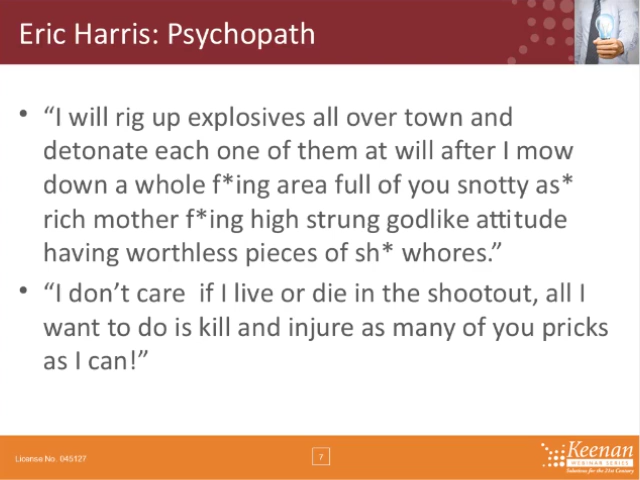 Eric Harris: Psychopath
• “I will rig up explosives all over town and
detonate each one of them at will after I mow
down a whole f*ing area full of you snotty as*
rich mother f*ing high strung godlike attitude
having worthless pieces of sh* whores.”
• “I don’t care  if I live or die in the shootout, all I
want to do is kill and injure as many of you pricks
as I can!”
License No. 045127
7
Keenan
WEBINAR SERIES
Solutions for the 21st Century